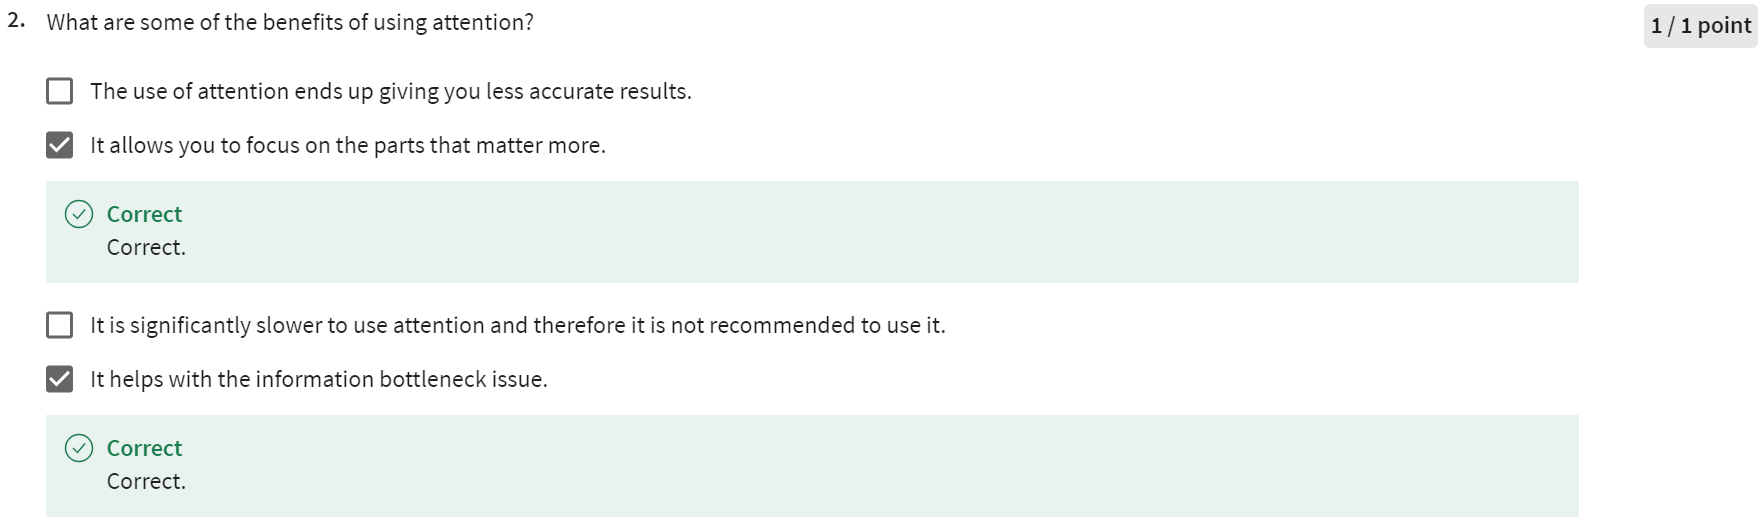 2. What are some of the benefits of using attention?
1 / 1 point
The use of attention ends up giving you less accurate results.
It allows you to focus on the parts that matter more.
Correct
Correct.
It is significantly slower to use attention and therefore it is not recommended to use it.
It helps with the information bottleneck issue.
Correct
Correct.